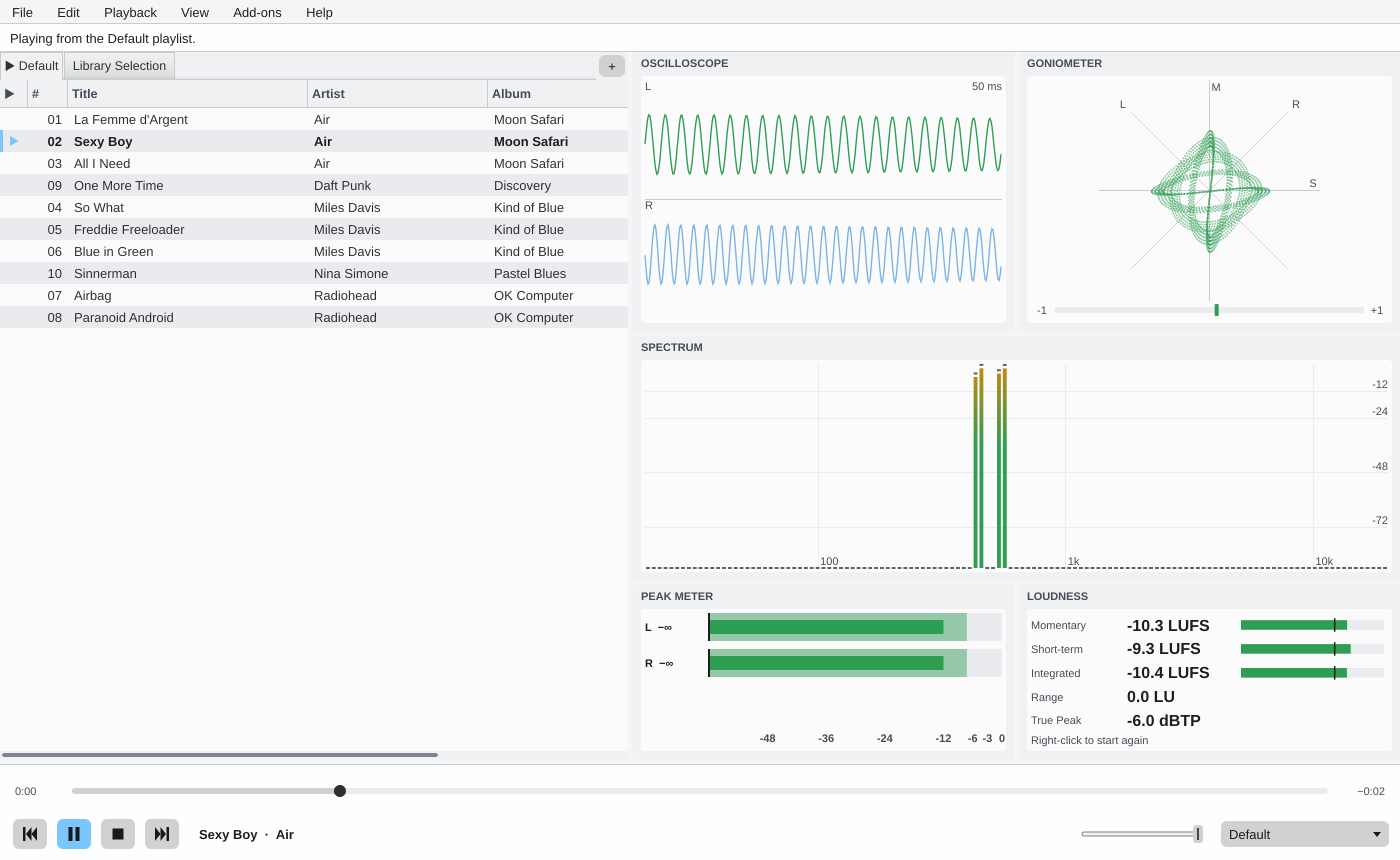 File Edit Playback View Add-ons Help
Playing from the Default playlist.
Default Library Selection +
# Title Artist Album
01 La Femme d'Argent Air Moon Safari
02 Sexy Boy Air Moon Safari
03 All I Need Air Moon Safari
09 One More Time Daft Punk Discovery
04 So What Miles Davis Kind of Blue
05 Freddie Freeloader Miles Davis Kind of Blue
06 Blue in Green Miles Davis Kind of Blue
10 Sinnerman Nina Simone Pastel Blues
07 Airbag Radiohead OK Computer
08 Paranoid Android Radiohead OK Computer
OSCILLOSCOPE
L 50 ms
R
GONIOMETER
M
L R
S
-1 +1
SPECTRUM
-12
-24
-48
-72
100 1k 10k
PEAK METER
L −∞
R −∞
-48 -36 -24 -12 -6 -3 0
LOUDNESS
Momentary -10.3 LUFS
Short-term -9.3 LUFS
Integrated -10.4 LUFS
Range 0.0 LU
True Peak -6.0 dBTP
Right-click to start again
0:00 −0:02
Sexy Boy · Air Default